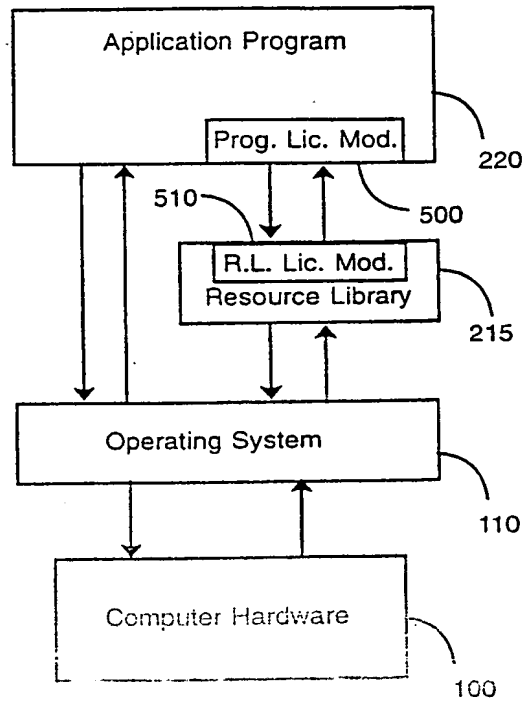 Application Program
Prog. Lic. Mod.
220
510
500
R.L. Lic. Mod.
Resource Library
215
Operating System
110
Computer Hardware
100